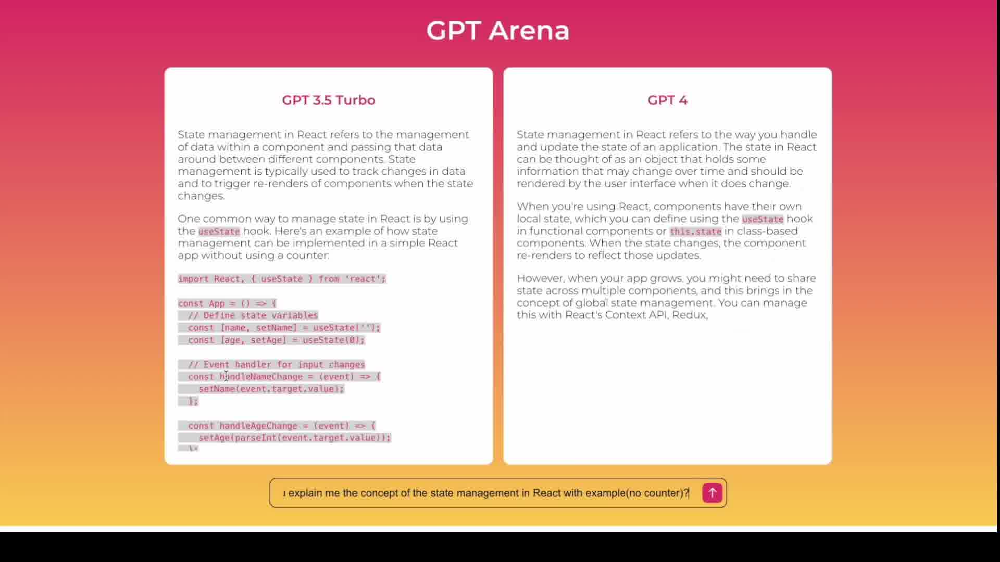 GPT Arena
GPT 3.5 Turbo
State management in React refers to the management
of data within a component and passing that data
around between different components. State
management is typically used to track changes in data
and to trigger re-renders of components when the state
changes.
One common way to manage state in React is by using
the useState hook. Here's an example of how state
management can be implemented in a simple React
app without using a counter:
import React, { useState } from 'react';
const App = () => {
// Define state variables
const [name, setName] = useState('');
const [age, setAge] = useState(0);
// Event handler for input changes
const handleNameChange = (event) => {
setName(event.target.value);
};
const handleAgeChange = (event) => {
setAge(parseInt(event.target.value));
GPT 4
State management in React refers to the way you handle
and update the state of an application. The state in React
can be thought of as an object that holds some
information that may change over time and should be
rendered by the user interface when it does change.
When you're using React, components have their own
local state, which you can define using the useState hook
in functional components or this.state in class-based
components. When the state changes, the component
re-renders to reflect those updates.
However, when your app grows, you might need to share
state across multiple components, and this brings in the
concept of global state management. You can manage
this with React's Context API, Redux,
explain me the concept of the state management in React with example(no counter)?